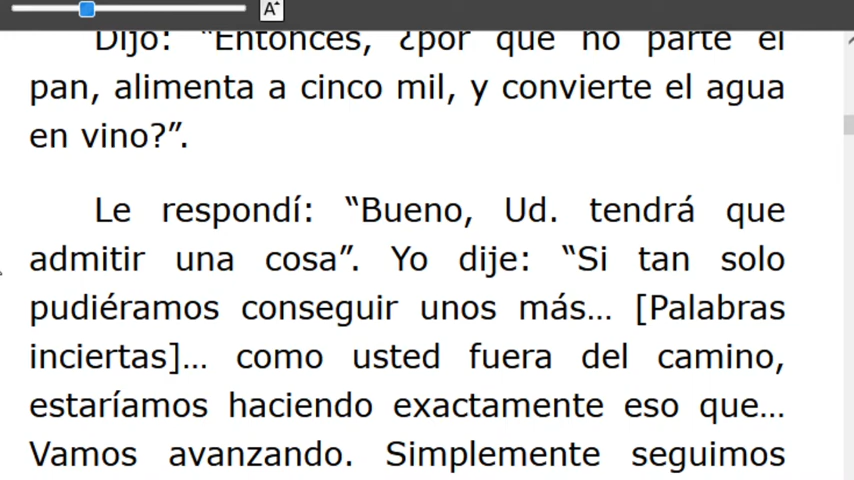 A
Dijo: “Entonces, ¿por qué no parte el
pan, alimenta a cinco mil, y convierte el agua
en vino?”.
Le respondí: “Bueno, Ud. tendrá que
admitir una cosa”. Yo dije: “Si tan solo
pudiéramos conseguir unos más… [Palabras
inciertas]… como usted fuera del camino,
estaríamos haciendo exactamente eso que…
Vamos avanzando. Simplemente seguimos